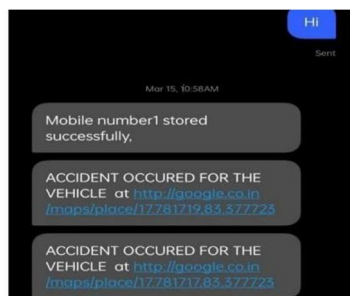 Hi
Sent
Mar 15, 10:58AM
Mobile number1 stored
successfully,
ACCIDENT OCCURED FOR THE
VEHICLE at http://google.co.in
/maps/place/17.781719,83.377723
ACCIDENT OCCURED FOR THE
VEHICLE at http://google.co.in
/maps/place/17.781717,83.377723